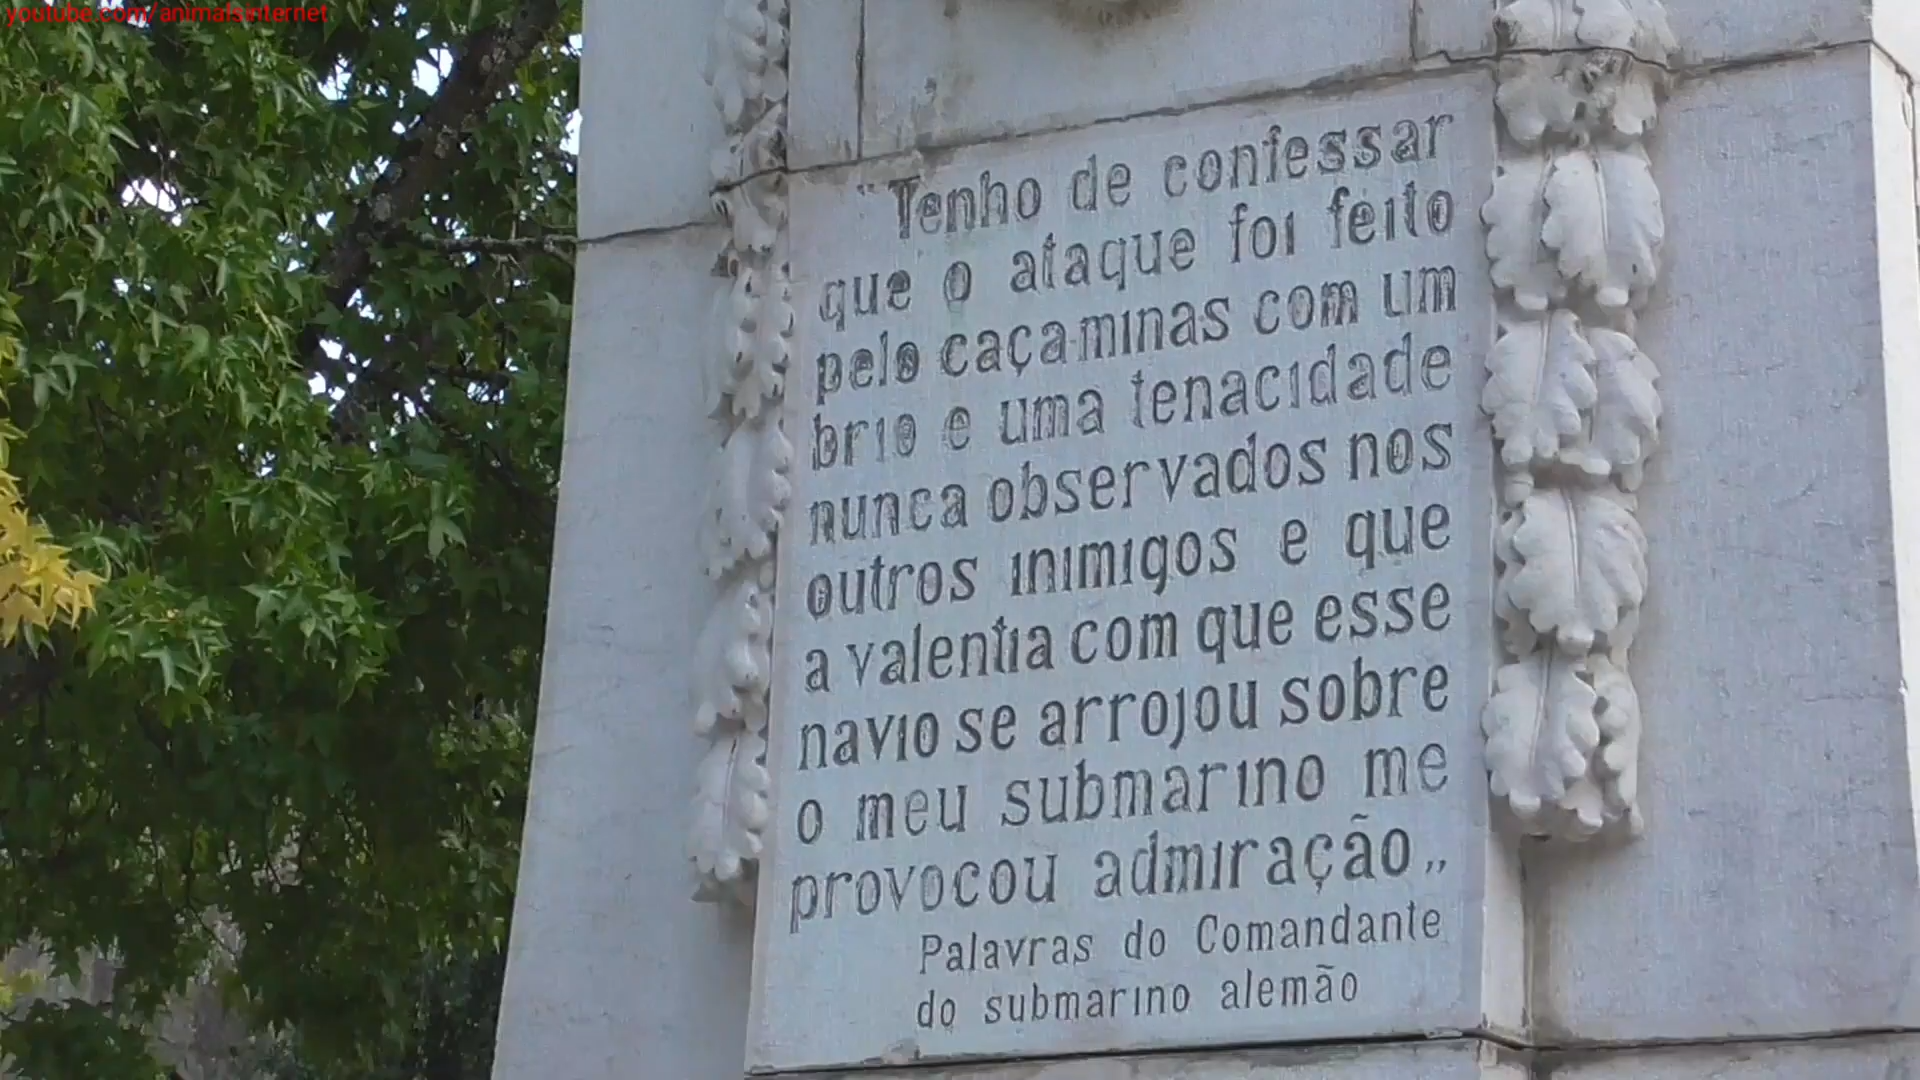 youtube.com/animalsinternet
"Tenho de confessar
que o ataque foi feito
pelo caça-minas com um
brio e uma tenacidade
nunca observados nos
outros inimigos e que
a valentia com que esse
navio se arrojou sobre
o meu submarino me
provocou admiração„
Palavras do Comandante
do submarino alemão